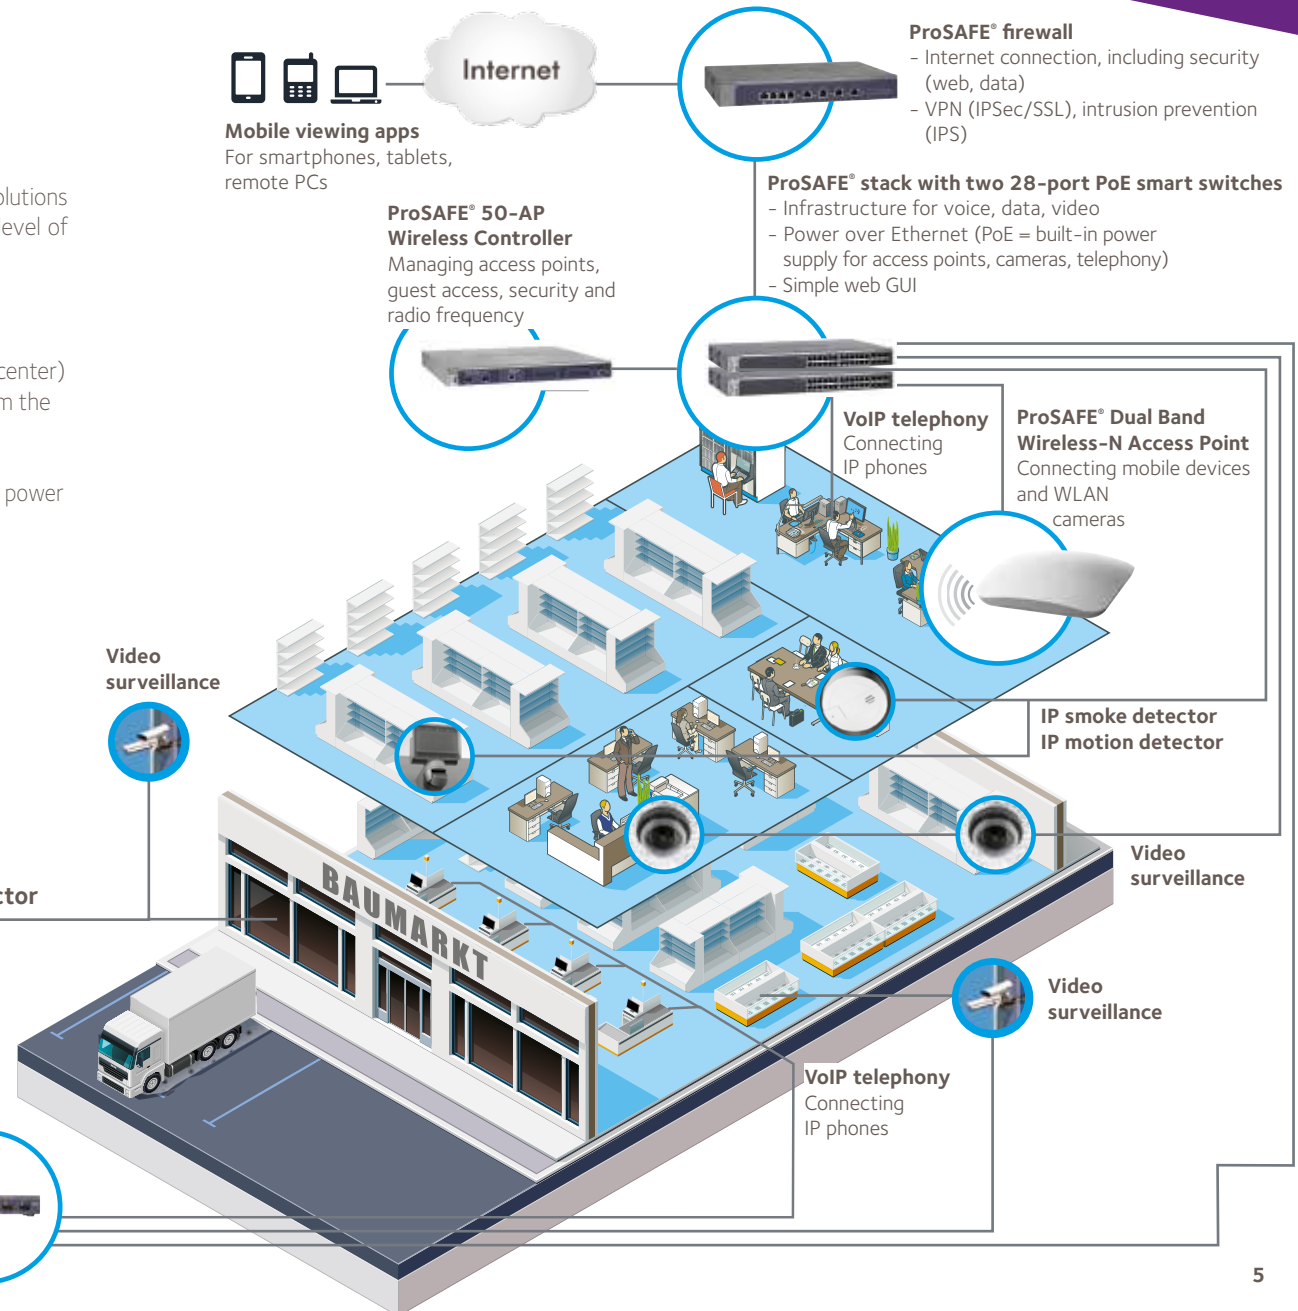 Internet
ProSAFE® firewall
- Internet connection, including security
(web, data)
- VPN (IPSec/SSL), intrusion prevention
(IPS)
Mobile viewing apps
For smartphones, tablets,
remote PCs
ProSAFE® stack with two 28-port PoE smart switches
- Infrastructure for voice, data, video
- Power over Ethernet (PoE = built-in power
supply for access points, cameras, telephony)
- Simple web GUI
evel of
ProSAFE® 50-AP
Wireless Controller
Managing access points,
guest access, security and
radio frequency
center)
m the
power
VoIP telephony
Connecting
IP phones
ProSAFE® Dual Band
Wireless-N Access Point
Connecting mobile devices
and WLAN
cameras
Video
surveillance
IP smoke detector
IP motion detector
Video
surveillance
ctor
BAUMARKT
Video
surveillance
VoIP telephony
Connecting
IP phones
5